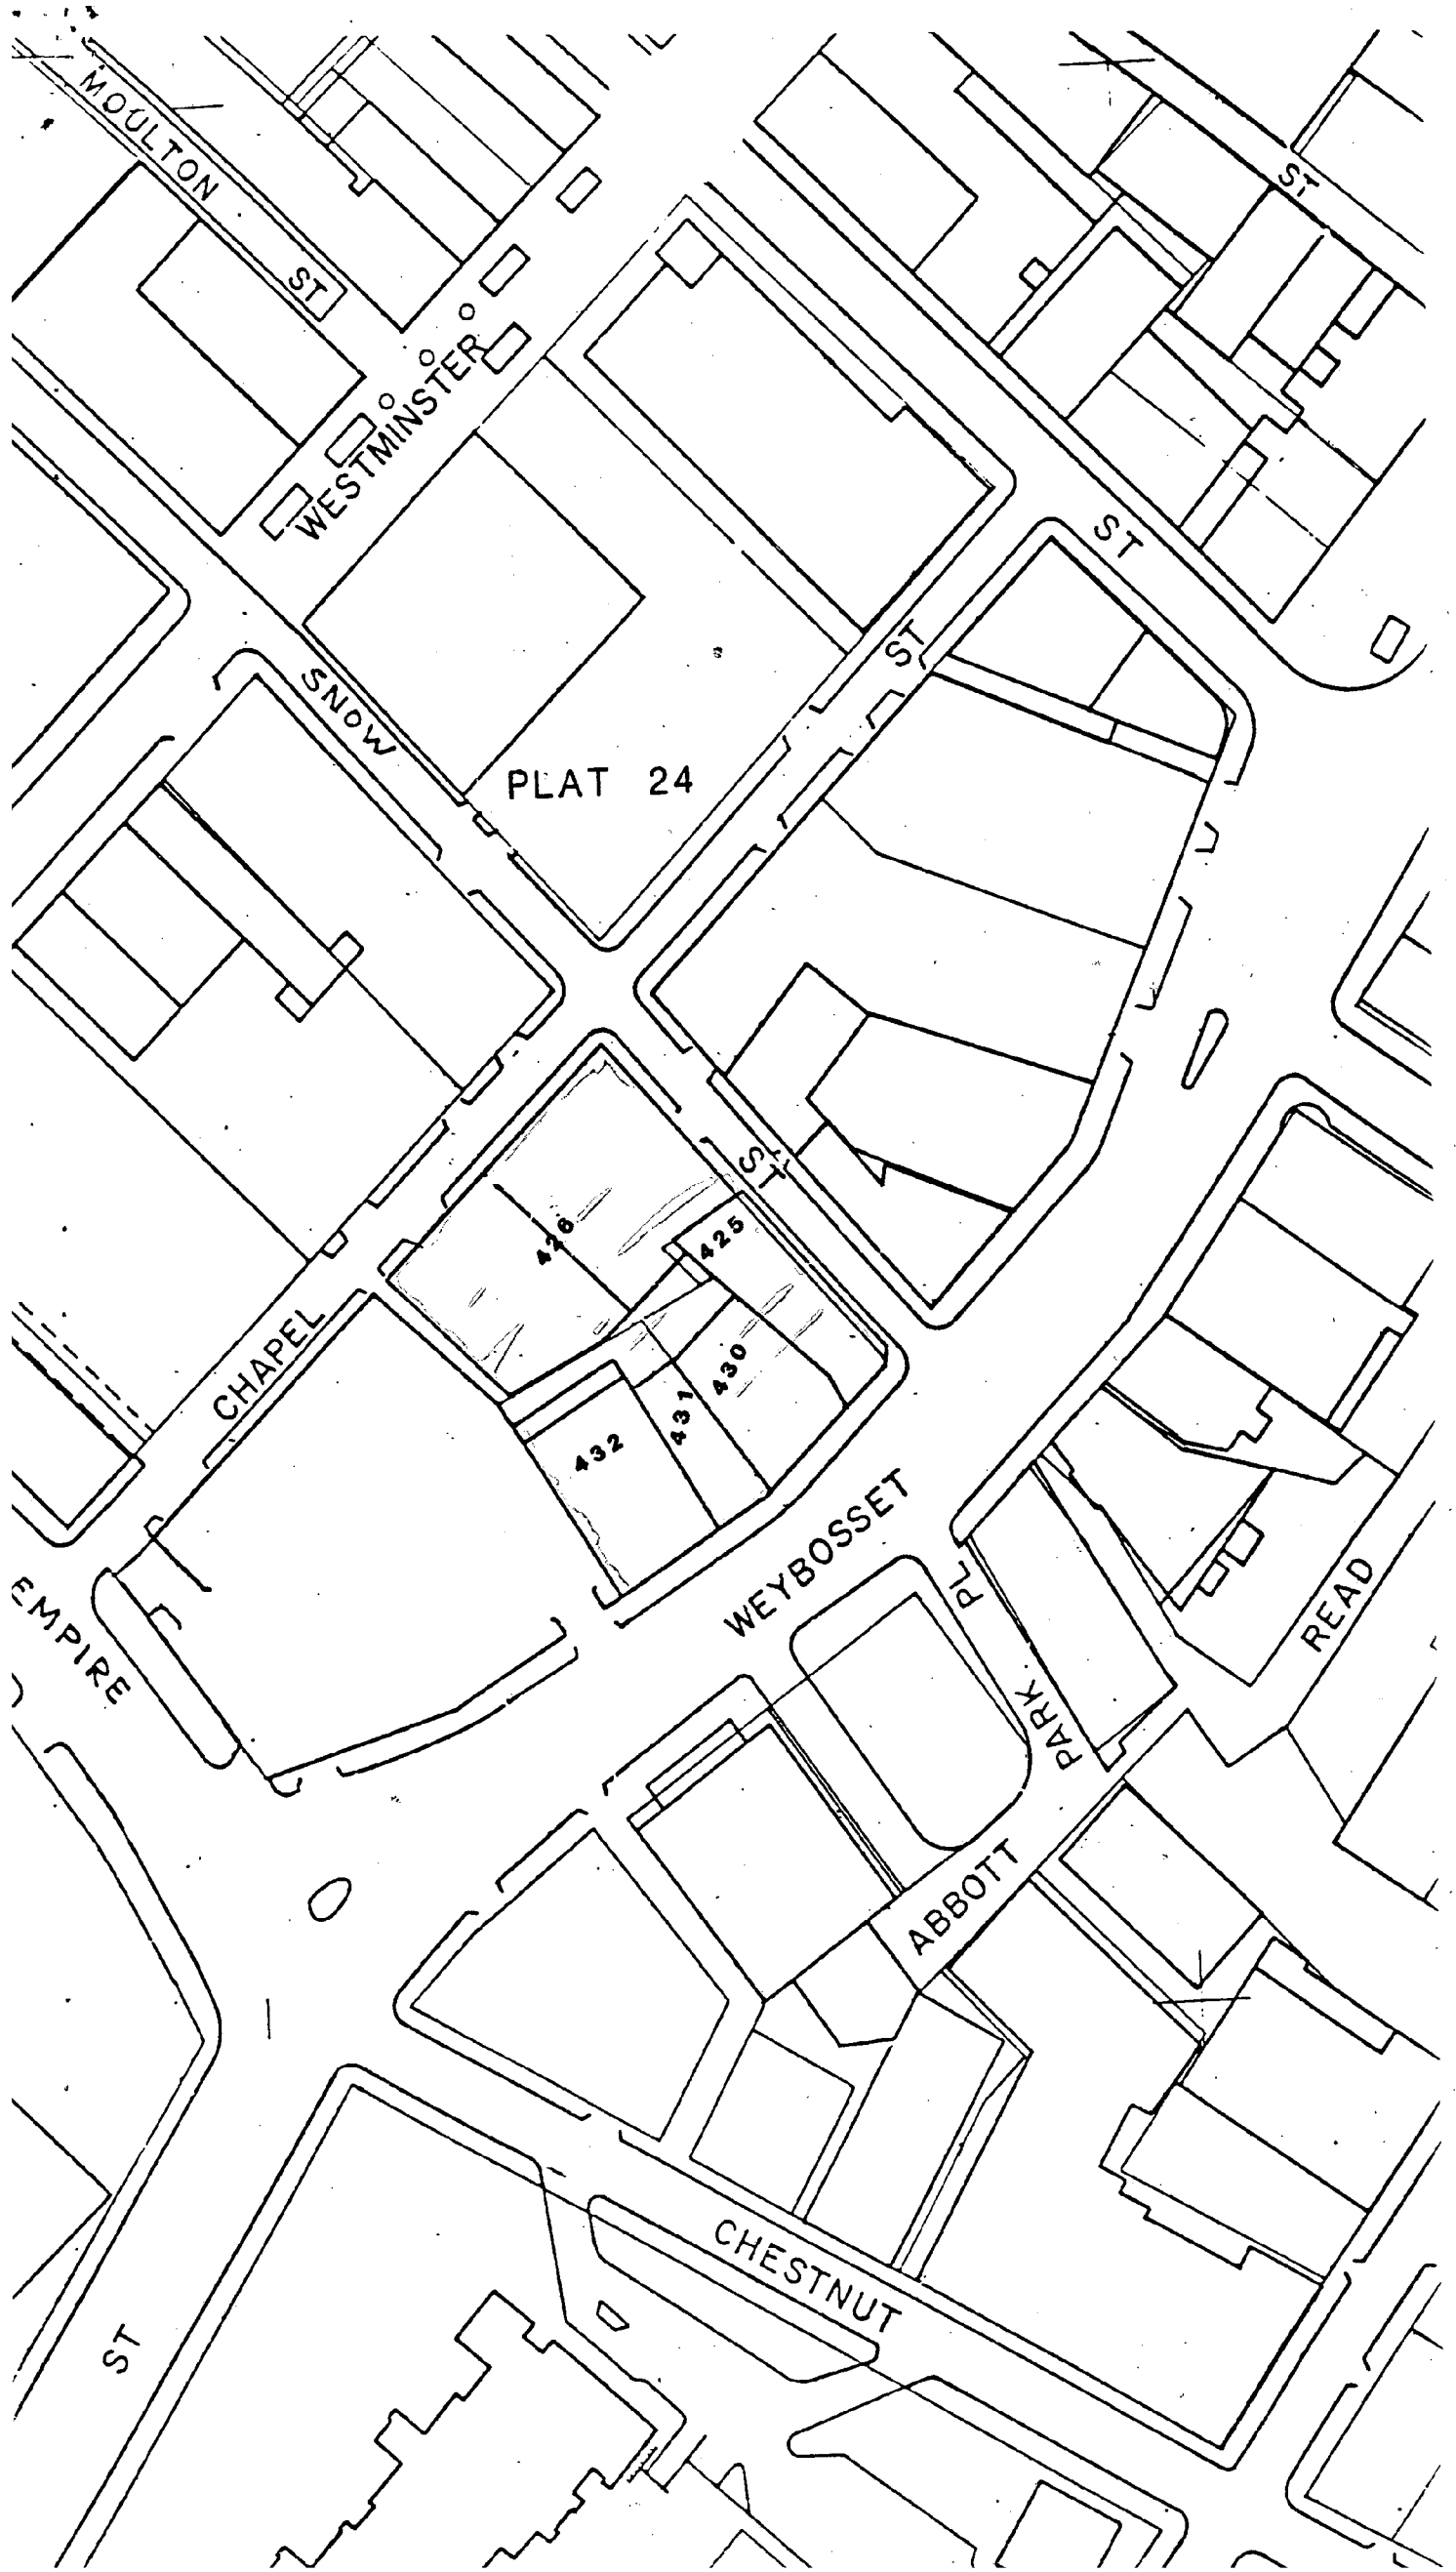 MOULTON
ST
ST
WESTMINSTER
ST
ST
SNOW
PLAT 24
ST
426
425
430
431
432
CHAPEL
WEYBOSSET
PL
PARK
READ
EMPIRE
ABBOTT
CHESTNUT
ST